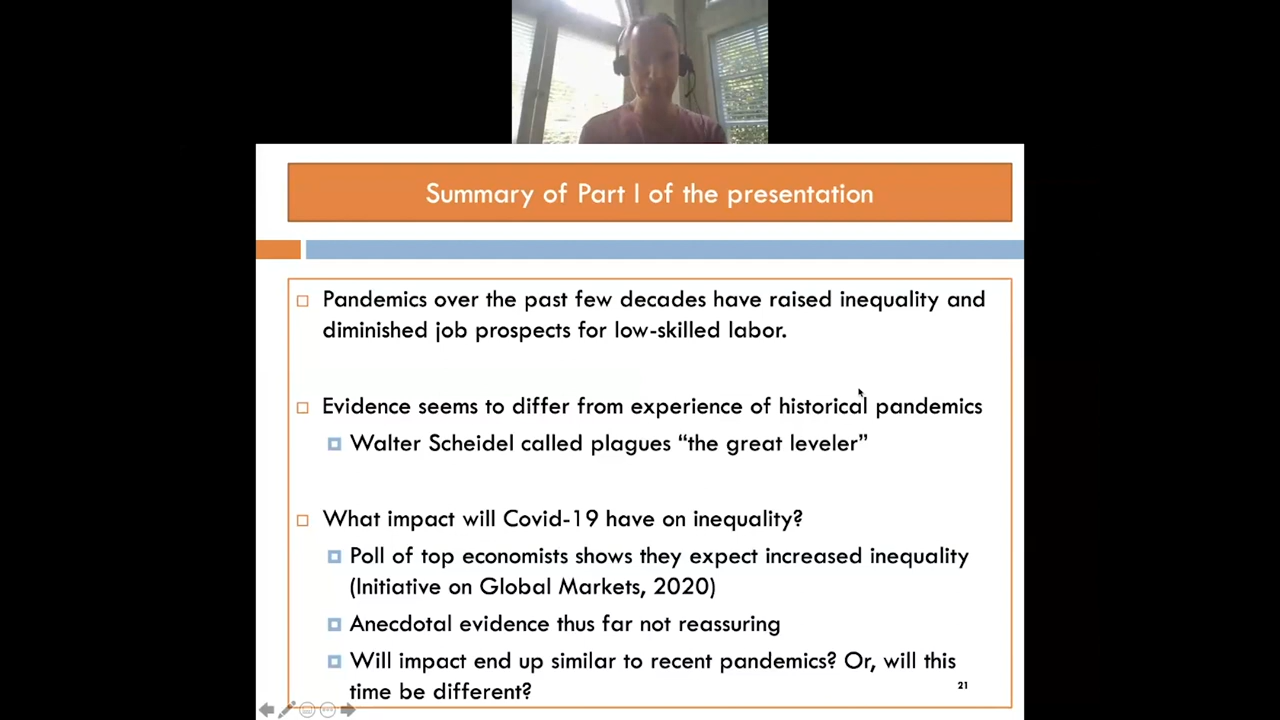 Summary of Part I of the presentation
Pandemics over the past few decades have raised inequality and
diminished job prospects for low-skilled labor.
Evidence seems to differ from experience of historical pandemics
Walter Scheidel called plagues “the great leveler”
What impact will Covid-19 have on inequality?
Poll of top economists shows they expect increased inequality
(Initiative on Global Markets, 2020)
Anecdotal evidence thus far not reassuring
Will impact end up similar to recent pandemics? Or, will this
time be different?
21